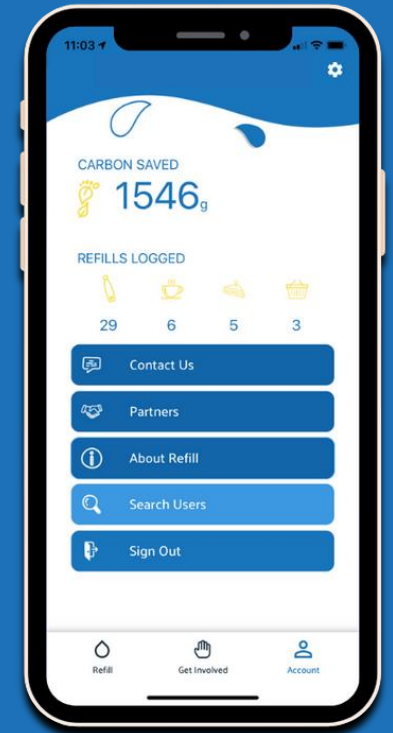 11:03
CARBON SAVED
1546g
REFILLS LOGGED
29 6 5 3
Contact Us
Partners
About Refill
Search Users
Sign Out
Refill Get Involved Account